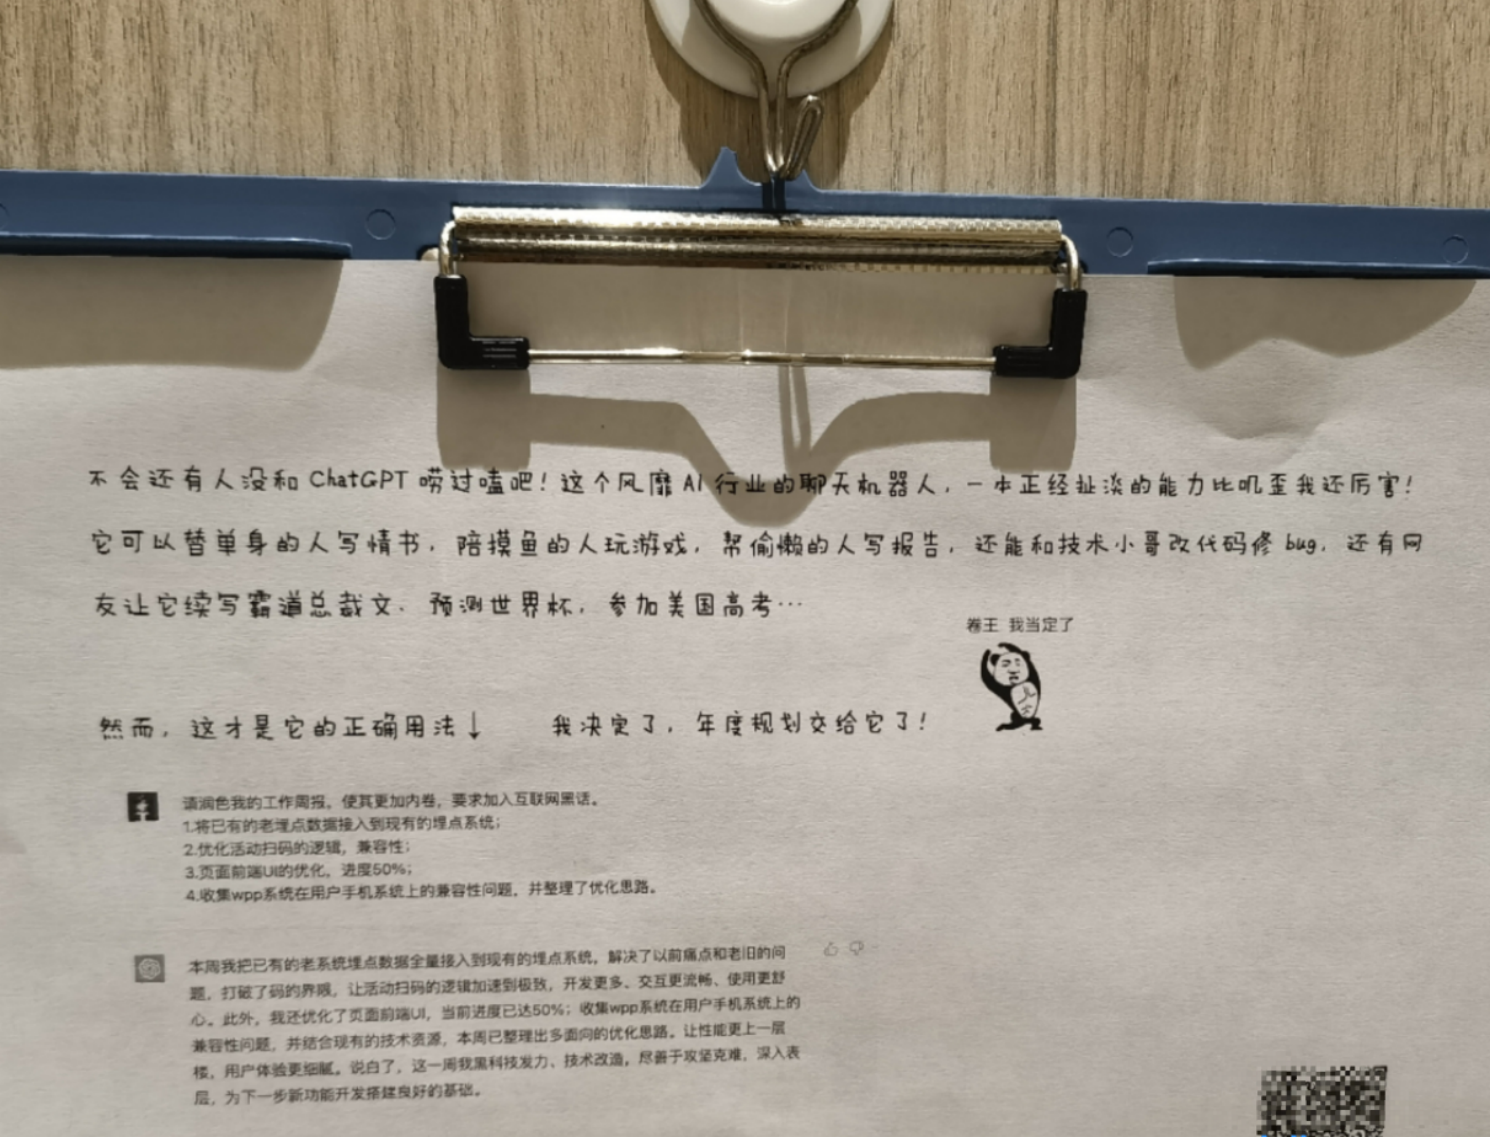 不会还有人没和 ChatGPT 唠过嗑吧！这个风靡 AI 行业的聊天机器人，一本正经扯淡的能力比叽歪我还厉害！
它可以替单身的人写情书，陪摸鱼的人玩游戏，帮偷懒的人写报告，还能和技术小哥改代码修 bug，还有网
友让它续写霸道总裁文、预测世界杯，参加美国高考…
卷王 我当定了
然而，这才是它的正确用法↓ 我决定了，年度规划交给它了！
请润色我的工作周报，使其更加内卷，要求加入互联网黑话。
1.将已有的老埋点数据接入到现有的埋点系统；
2.优化活动扫码的逻辑，兼容性；
3.页面前端UI的优化，进度50%；
4.收集wpp系统在用户手机系统上的兼容性问题，并整理了优化思路。
本周我把已有的老系统埋点数据全量接入到现有的埋点系统，解决了以前痛点和老旧的问
题，打破了码的界限，让活动扫码的逻辑加速到极致，开发更多、交互更流畅、使用更舒
心。此外，我还优化了页面前端UI，当前进度已达50%；收集wpp系统在用户手机系统上的
兼容性问题，并结合现有的技术资源，本周已整理出多面向的优化思路。让性能更上一层
楼，用户体验更细腻。说白了，这一周我黑科技发力、技术改造，尽善于攻坚克难，深入表
层，为下一步新功能开发搭建良好的基础。